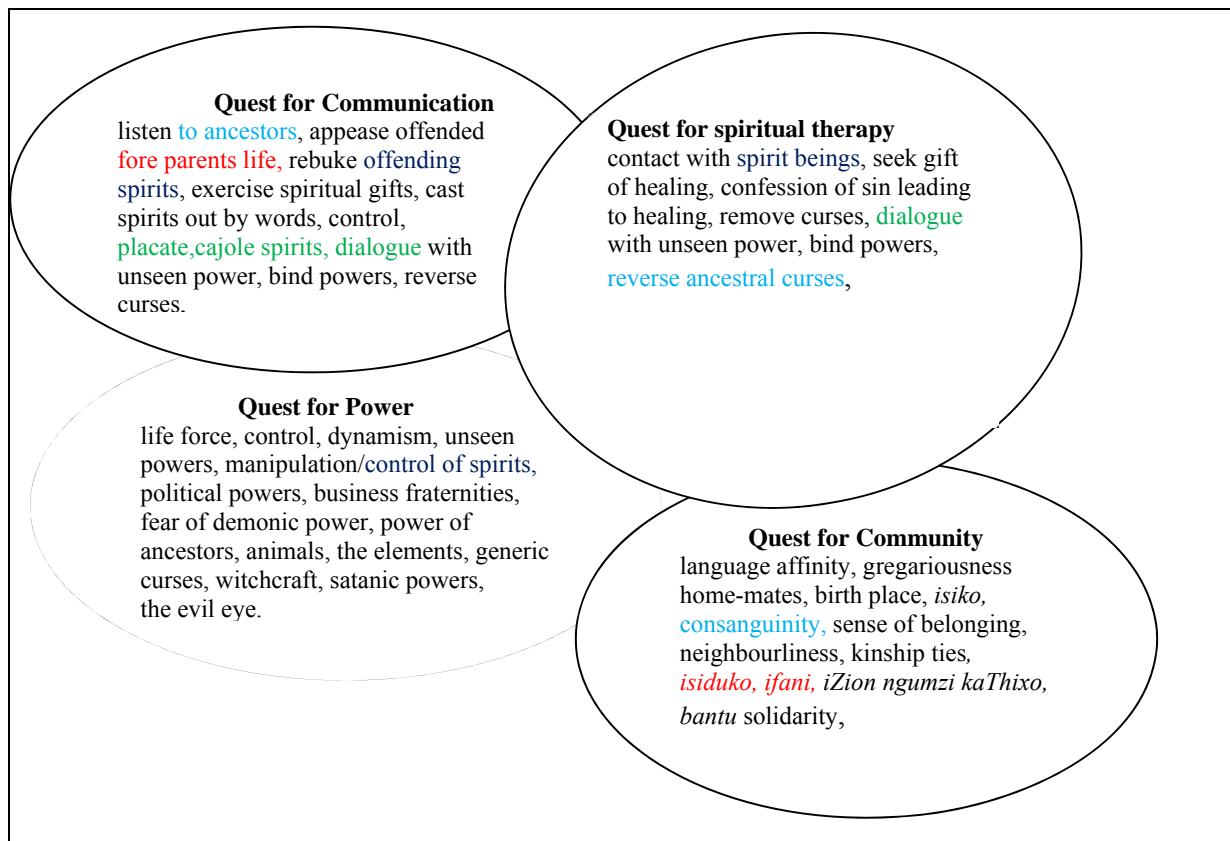 Quest for Communication
listen to ancestors, appease offended
fore parents life, rebuke offending
spirits, exercise spiritual gifts, cast
spirits out by words, control,
placate,cajole spirits, dialogue with
unseen power, bind powers, reverse
curses.
Quest for spiritual therapy
contact with spirit beings, seek gift
of healing, confession of sin leading
to healing, remove curses, dialogue
with unseen power, bind powers,
reverse ancestral curses,
Quest for Power
life force, control, dynamism, unseen
powers, manipulation/control of spirits,
political powers, business fraternities,
fear of demonic power, power of
ancestors, animals, the elements, generic
curses, witchcraft, satanic powers,
the evil eye.
Quest for Community
language affinity, gregariousness
home-mates, birth place, isiko,
consanguinity, sense of belonging,
neighbourliness, kinship ties,
isiduko, ifani, iZion ngumzi kaThixo,
bantu solidarity,